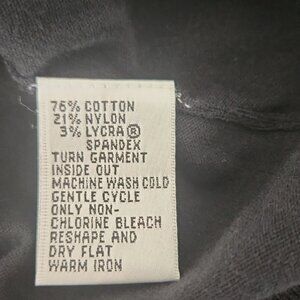 76% COTTON
21% NYLON
3% LYCRA®
SPANDEX
TURN GARMENT
INSIDE OUT
MACHINE WASH COLD
GENTLE CYCLE
ONLY NON-
CHLORINE BLEACH
RESHAPE AND
DRY FLAT
WARM IRON